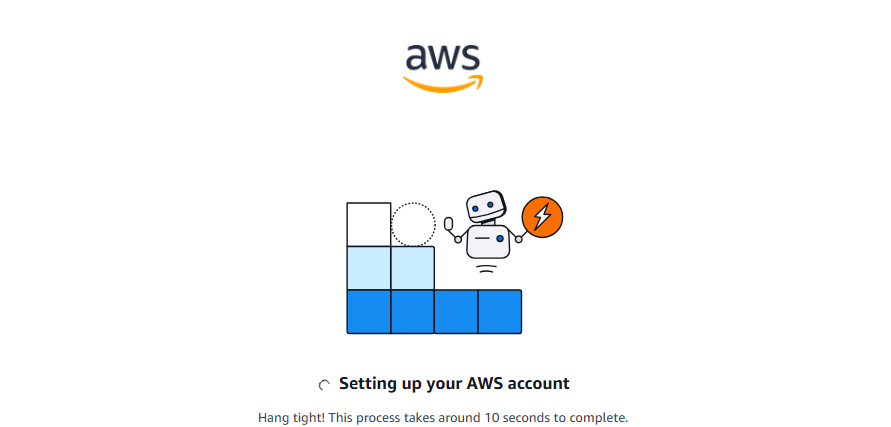 aws
Setting up your AWS account
Hang tight! This process takes around 10 seconds to complete.